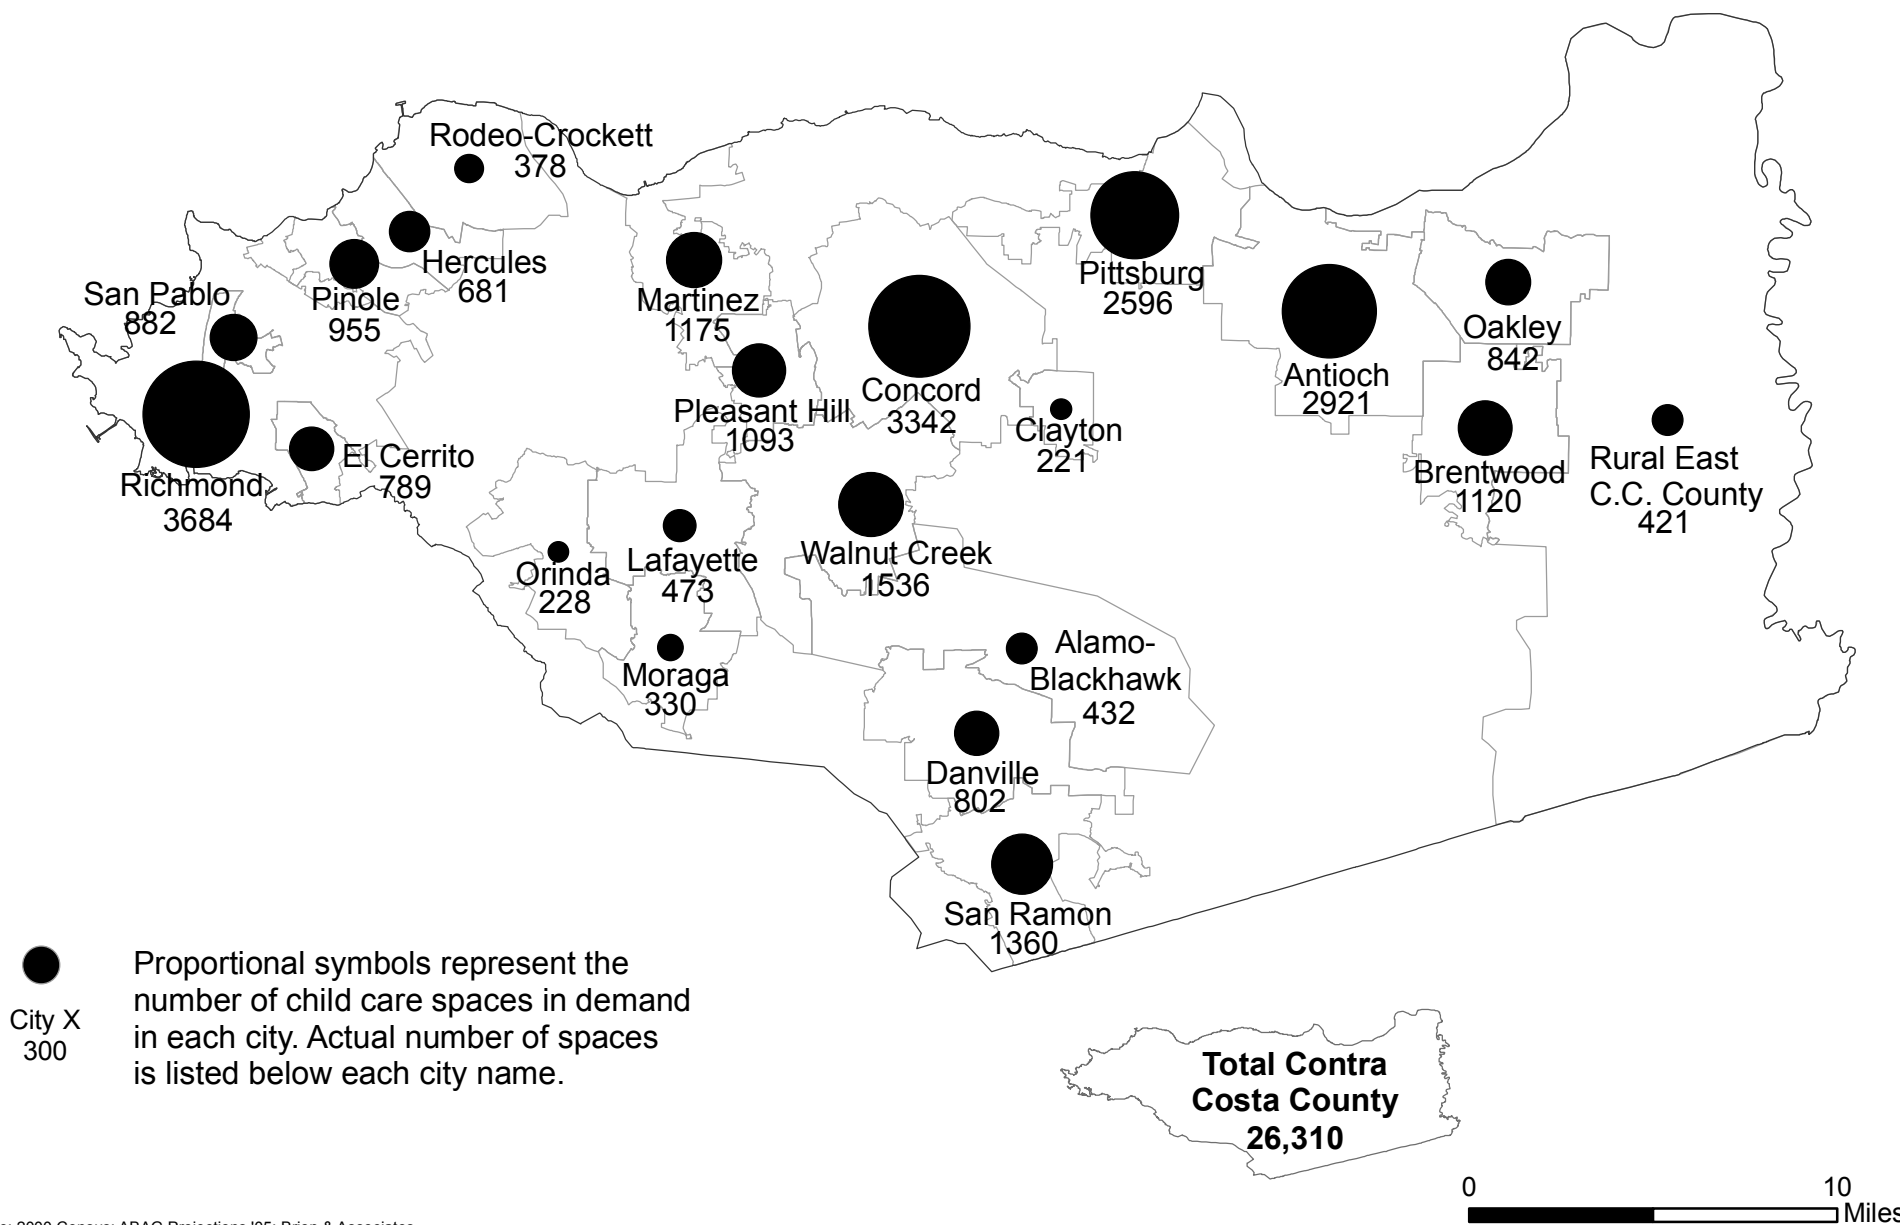 Rodeo-Crockett
378
Hercules
681
Pinole
955
San Pablo
882
Richmond
3684
El Cerrito
789
Martinez
1175
Pleasant Hill
1093
Concord
3342
Clayton
221
Pittsburg
2596
Antioch
2921
Oakley
842
Brentwood
1120
Rural East
C.C. County
421
Orinda
228
Lafayette
473
Walnut Creek
1536
Moraga
330
Alamo-
Blackhawk
432
Danville
802
San Ramon
1360
City X
300
Proportional symbols represent the
number of child care spaces in demand
in each city. Actual number of spaces
is listed below each city name.
Total Contra
Costa County
26,310
0 10
Miles